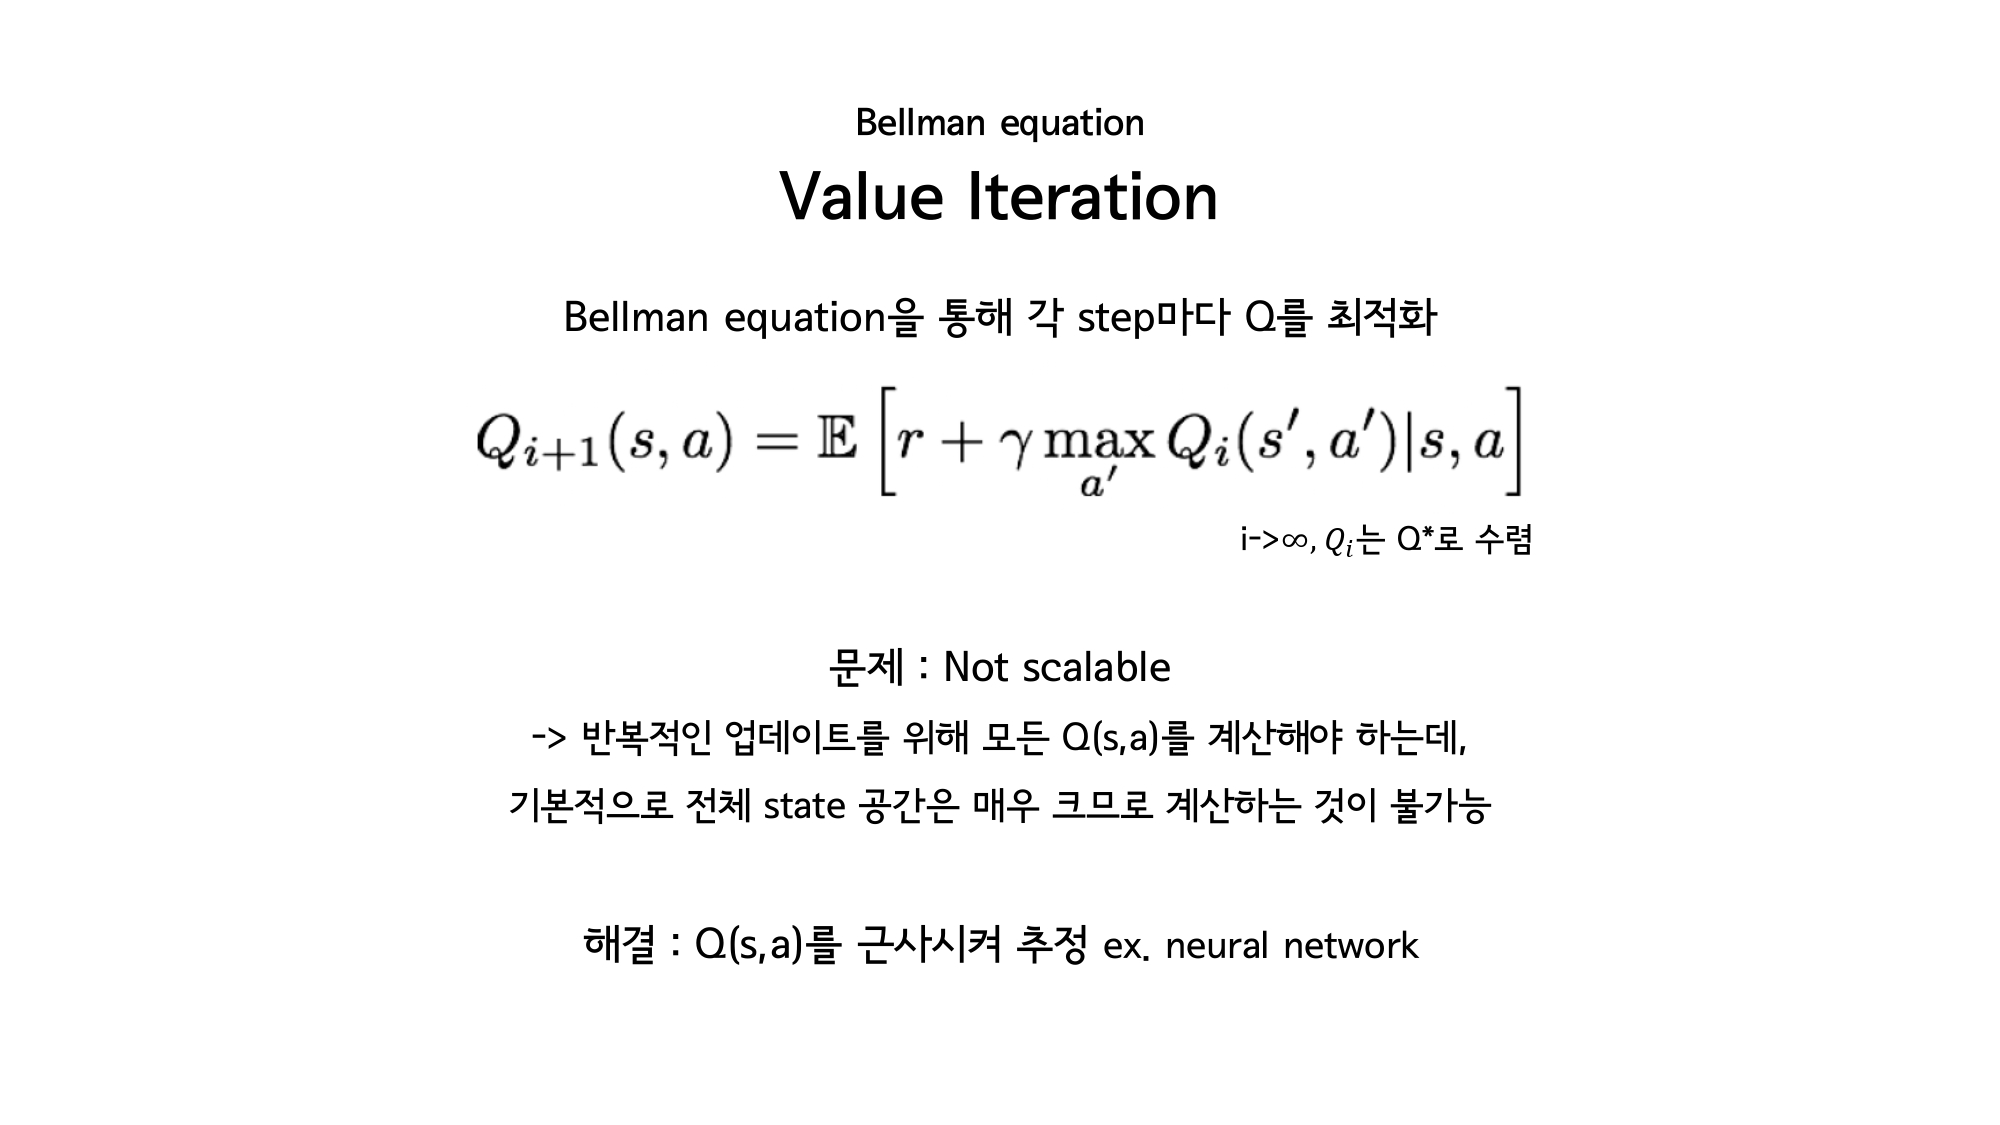 Bellman equation
Value Iteration
Bellman equation을 통해 각 step마다 Q를 최적화
Q_{i+1}(s, a) = 𝔼 [r + γ max_{a'} Q_i(s', a')|s, a]
i->∞, Q_i는 Q*로 수렴
문제 : Not scalable
-> 반복적인 업데이트를 위해 모든 Q(s,a)를 계산해야 하는데,
기본적으로 전체 state 공간은 매우 크므로 계산하는 것이 불가능
해결 : Q(s,a)를 근사시켜 추정 ex. neural network